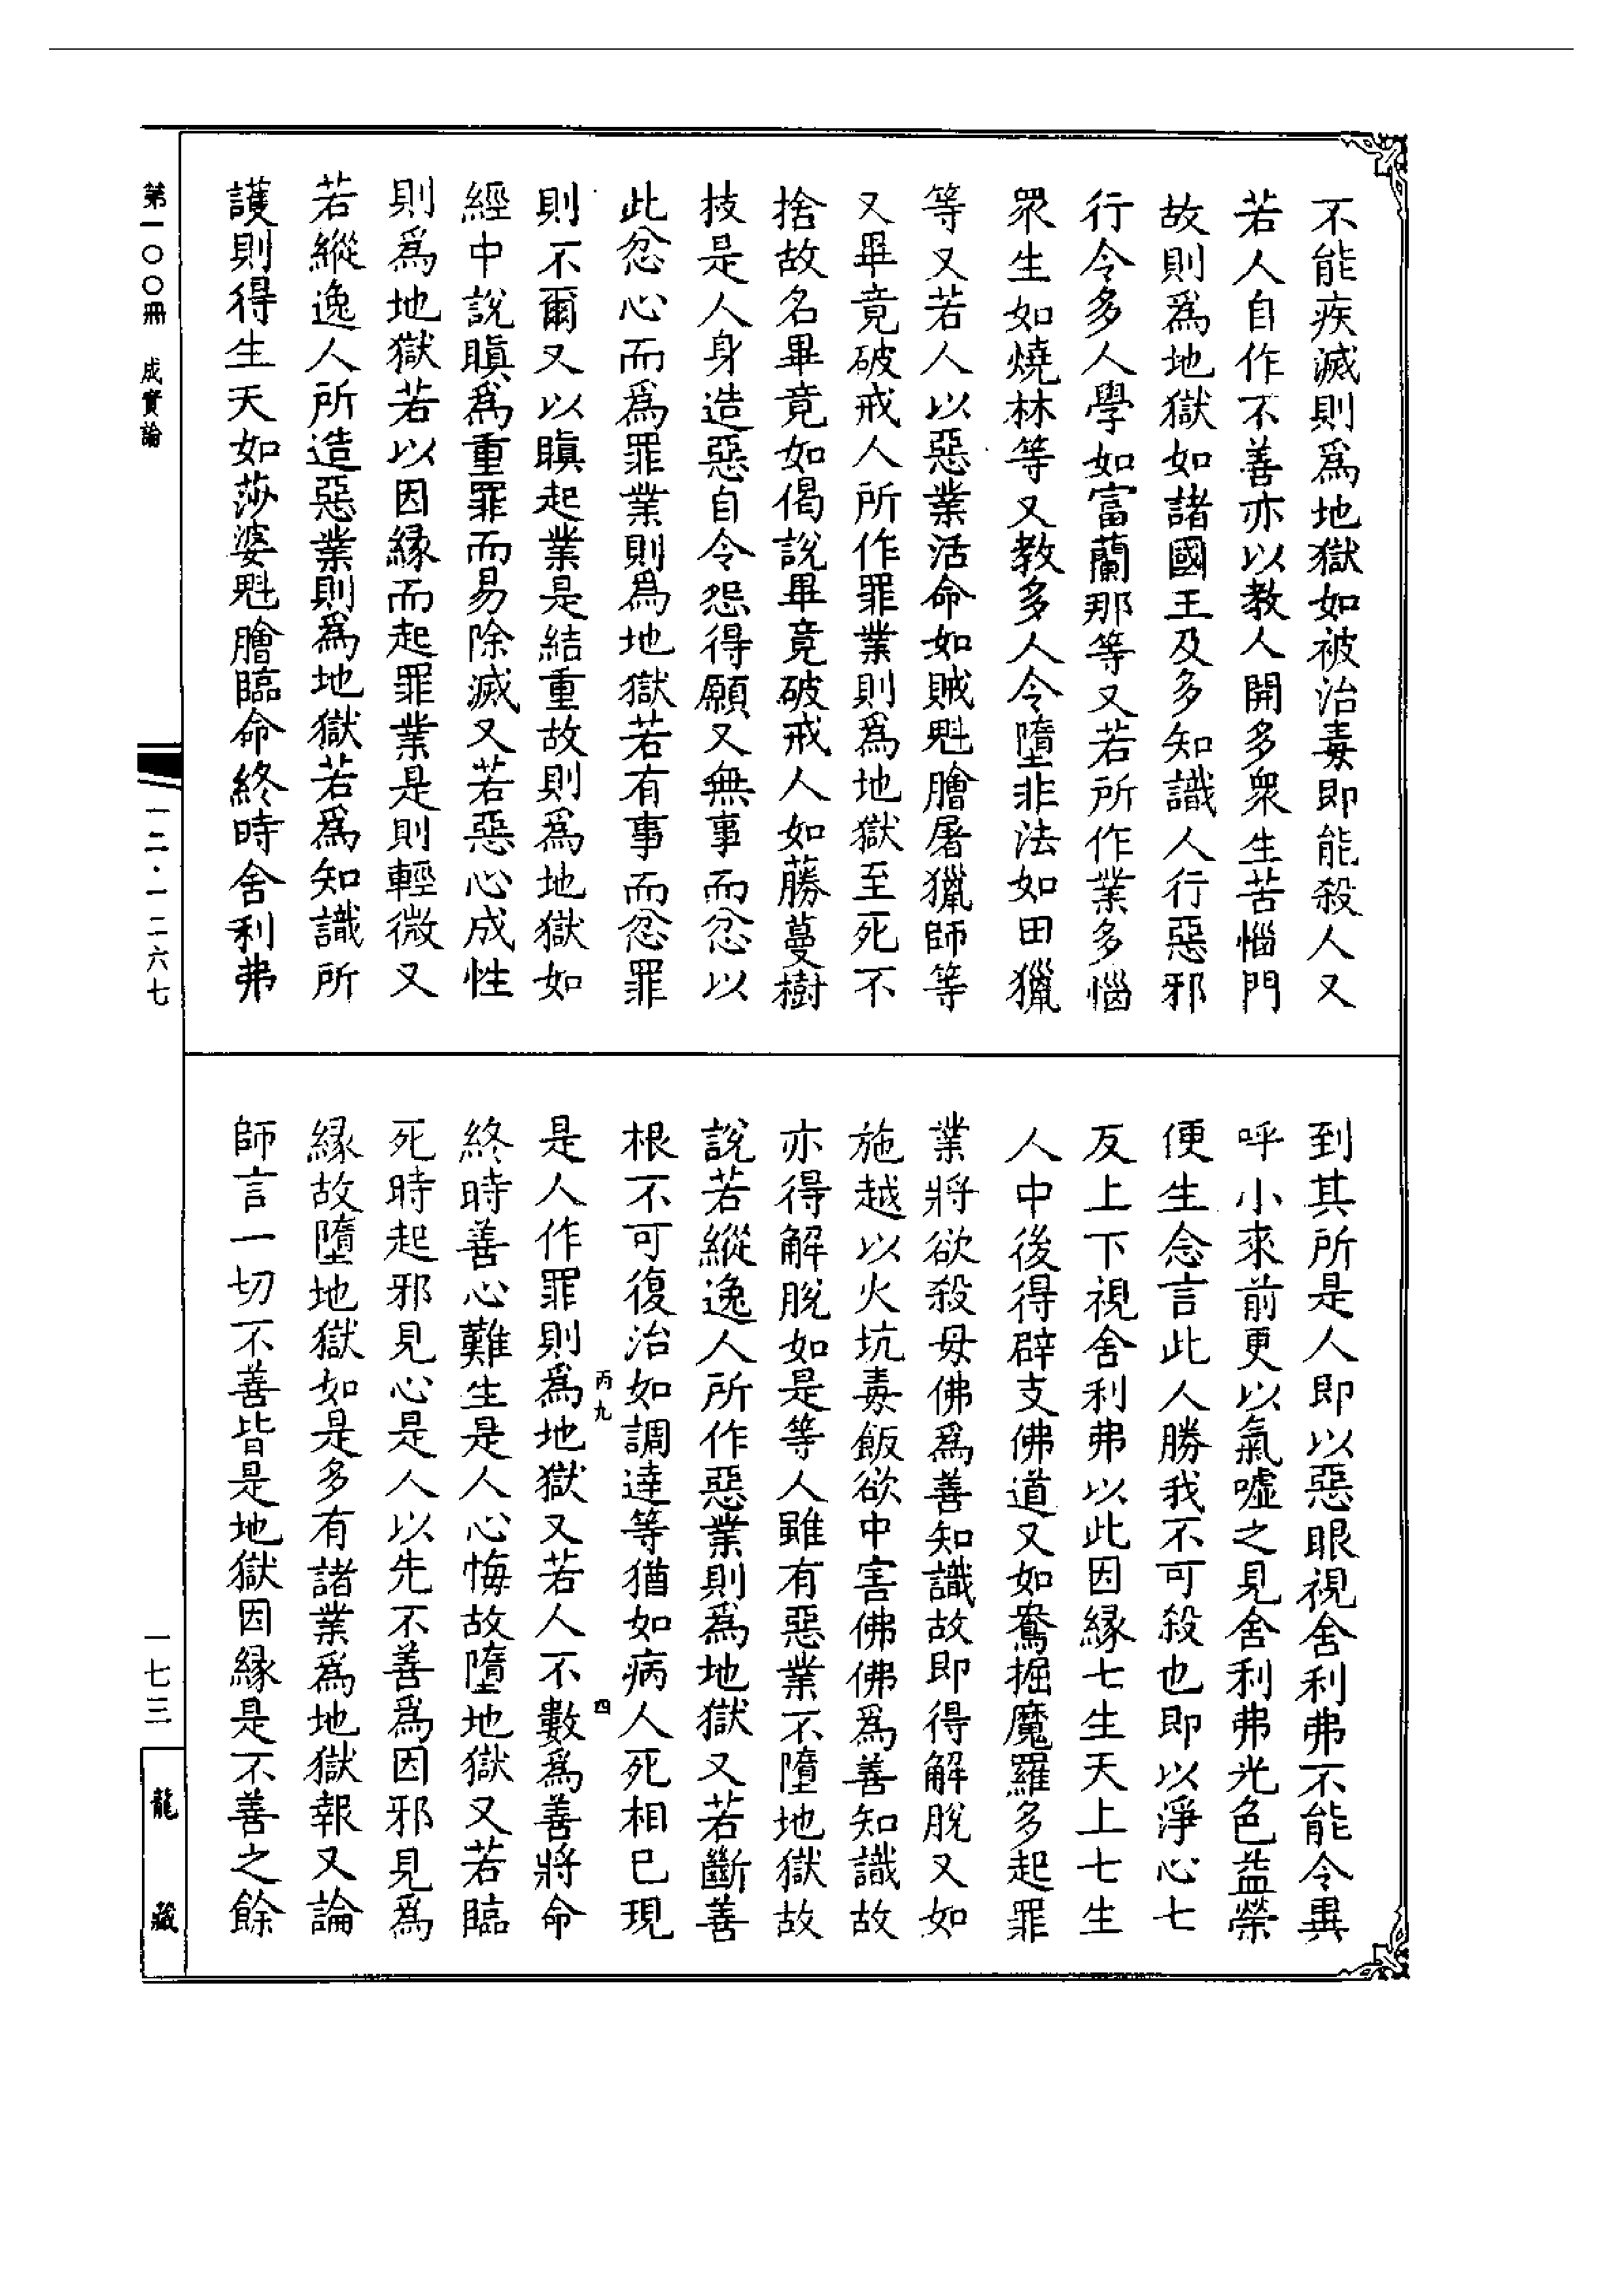 不能疾滅則爲地獄如被治毒即能殺人又
若人自作不善亦以教人開多衆生苦惱門
故則爲地獄如諸國王及多知識人行惡邪
行令多人學如富蘭那等又若所作業多惱
眾生如燒林等又教多人令墮非法如田獵
等又若人以惡業活命如賊魁膾屠獵師等
又畢竟破戒人所作罪業則爲地獄至死不
捨故名畢竟如偈說畢竟破戒人如藤蔓樹
技是人身造惡自令怨得願又無事而忿以
此忿心而爲罪業則爲地獄若有事而忿罪
則不爾又以瞋起業是結重故則爲地獄如
經中說瞋爲重罪而易除滅又若惡心成性
則爲地獄若以因緣而起罪業是則輕微又
若縱逸人所造惡業則爲地獄若爲知識所
護則得生天如莎婆魁膾臨命終時舍利弗
到其所是人即以惡眼視舍利弗不能令異
呼小來前更以氣噓之見舍利弗光色益榮
便生念言此人勝我不可殺也即以淨心七
反上下視舍利弗以此因緣七生天上七生
人中後得辟支佛道又如鴦掘魔羅多起罪
業將欲殺母佛爲善知識故即得解脫又如
施越以火坑毒飯欲中害佛佛爲善知識故
亦得解脫如是等人雖有惡業不墮地獄故
說若縱逸人所作惡業則爲地獄又若斷善
根不可復治如調達等猶如病人死相已現
丙九 四
是人作罪則爲地獄又若人不數爲善將命
終時善心難生是人心悔故墮地獄又若臨
死時起邪見心是人以先不善爲因邪見爲
緣故墮地獄如是多有諸業爲地獄報又論
師言一切不善皆是地獄因緣是不善之餘
第一〇〇冊 成實論
一二·一二六七
一七三
龍藏